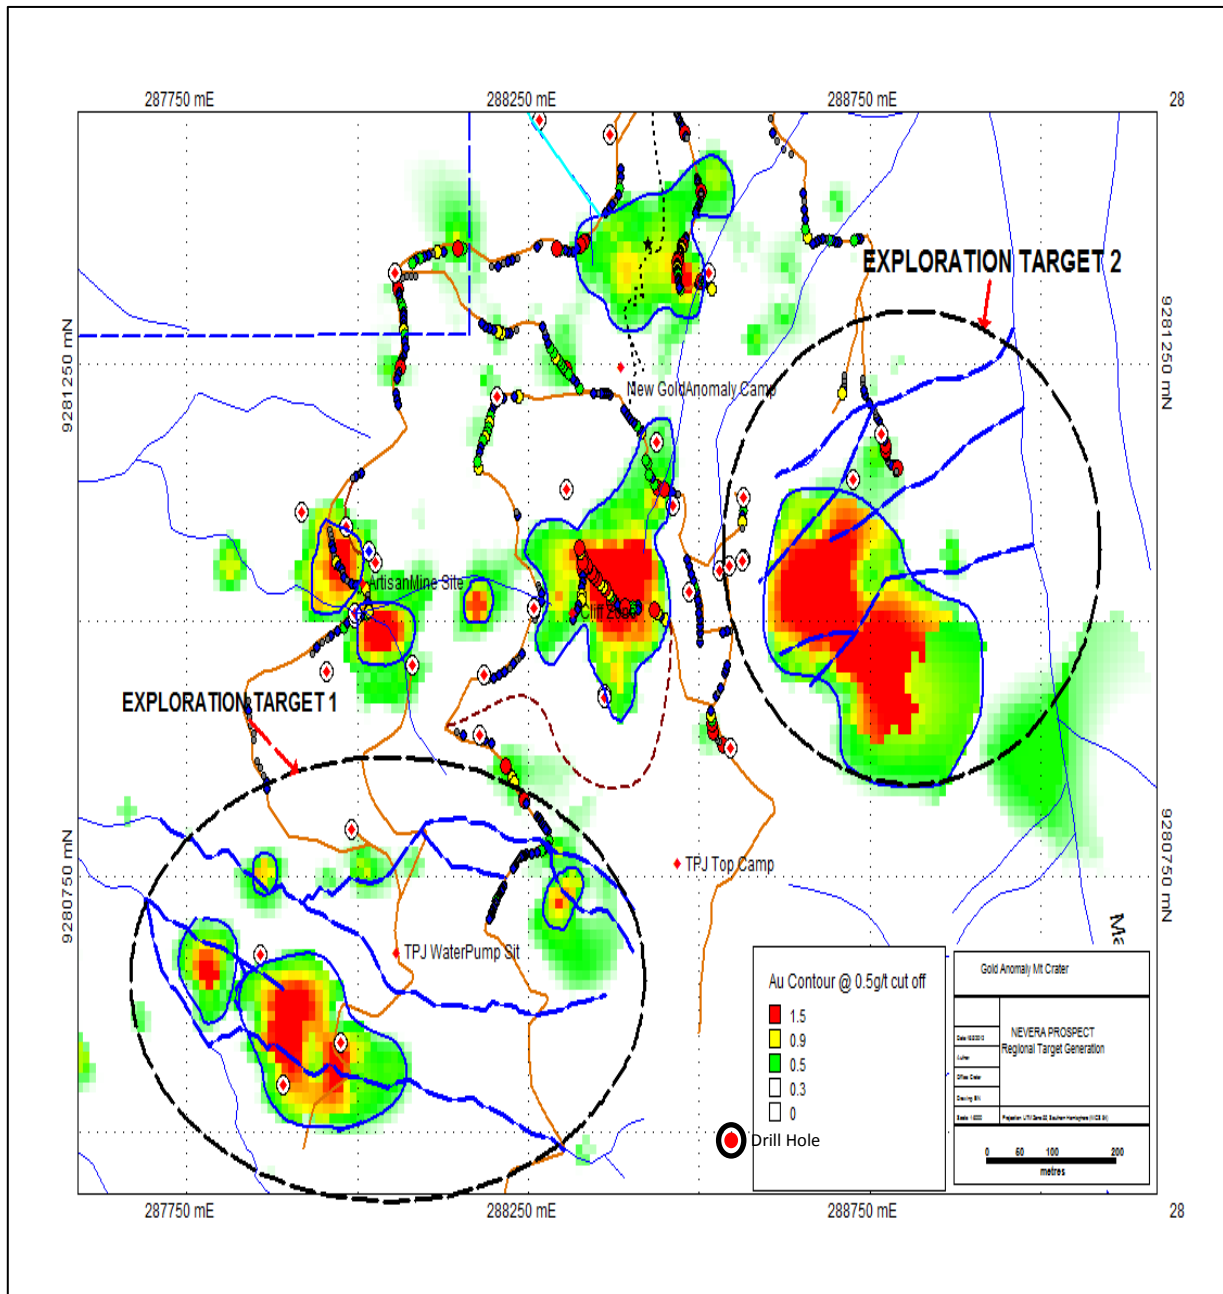 287750 mE
288250 mE
288750 mE
28
EXPLORATION TARGET 2
9281250 mN
9281250 mN
New GoldAnomaly Camp
ArtisanMine Site
Cliff Zone
EXPLORATION TARGET 1
9280750 mN
9280750 mN
TPJ Top Camp
TPJ WaterPump Sit
Me
Au Contour @ 0.5g/t cut off
1.5
0.9
0.5
0.3
0
Drill Hole
Gold Anomaly Mt Crater
NEVERA PROSPECT
Regional Target Generation
0 50 100 200
metres
287750 mE
288250 mE
288750 mE
28